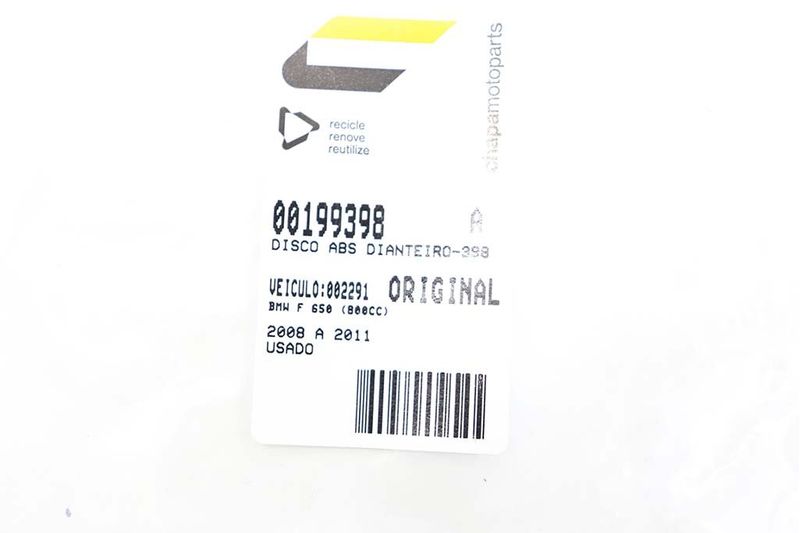 chapamotoparts
recicle
renove
reutilize
00199398 A
DISCO ABS DIANTEIRO-398
VEICULO:002291 ORIGINAL
BMW F 650 (800CC)
2008 A 2011
USADO